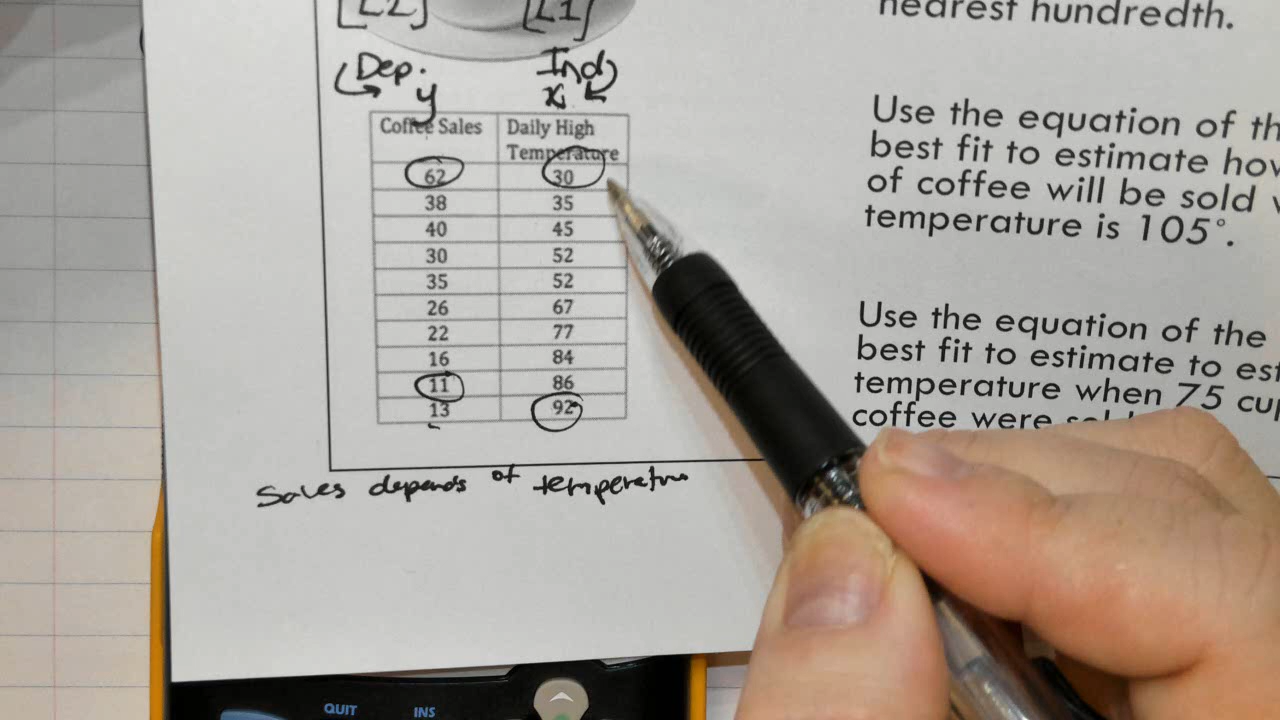 [L2] [L1]
Dep. Ind
y x
Coffee Sales Daily High
Temperature
62 30
38 35
40 45
30 52
35 52
26 67
22 77
16 84
11 86
13 92
Sales depends of temperature
nearest hundredth.
Use the equation of th
best fit to estimate how
of coffee will be sold
temperature is 105°.
Use the equation of the
best fit to estimate to est
temperature when 75 cup
coffee were
QUIT INS